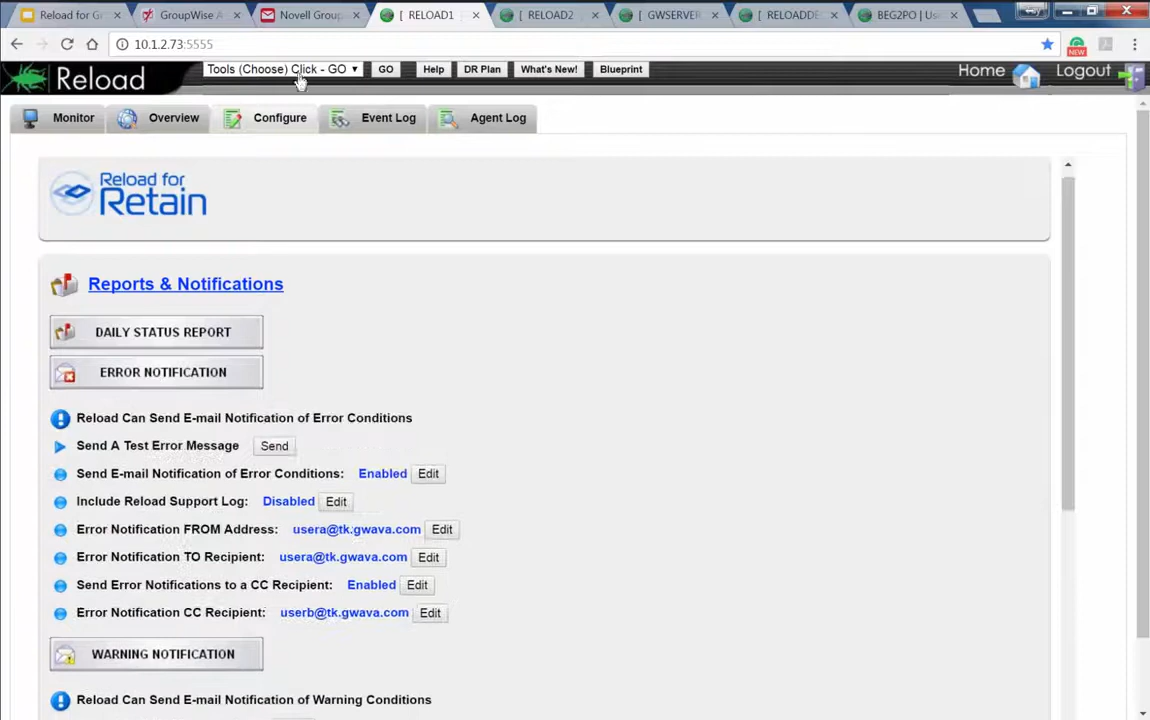 Reload for G
GroupWise A
Novell Group
[ RELOAD1
[ RELOAD2
[ GWSERVER
[ RELOADDE
BEG2PO | Us
10.1.2.73:5555
NEW
Reload
Tools (Choose) Click - GO
GO
Help
DR Plan
What's New!
Blueprint
Home
Logout
Monitor
Overview
Configure
Event Log
Agent Log
Reload for
Retain
Reports & Notifications
DAILY STATUS REPORT
ERROR NOTIFICATION
Reload Can Send E-mail Notification of Error Conditions
Send A Test Error Message Send
Send E-mail Notification of Error Conditions: Enabled Edit
Include Reload Support Log: Disabled Edit
Error Notification FROM Address: usera@tk.gwava.com Edit
Error Notification TO Recipient: usera@tk.gwava.com Edit
Send Error Notifications to a CC Recipient: Enabled Edit
Error Notification CC Recipient: userb@tk.gwava.com Edit
WARNING NOTIFICATION
Reload Can Send E-mail Notification of Warning Conditions